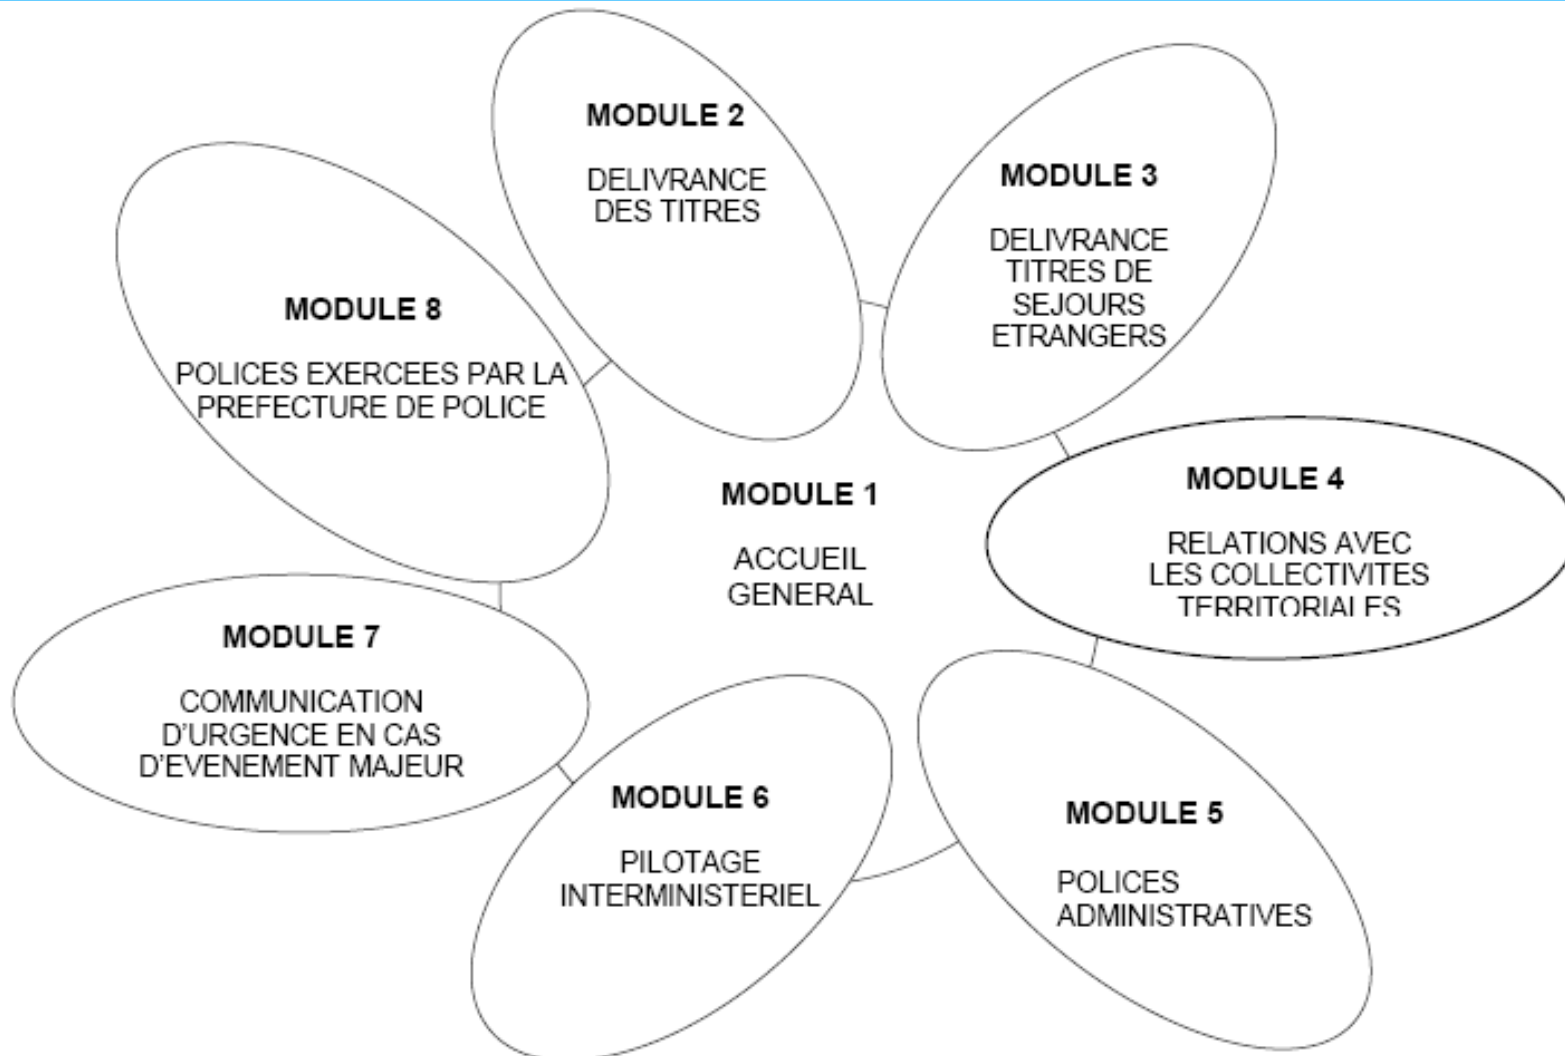 MODULE 2
DELIVRANCE
DES TITRES
MODULE 3
DELIVRANCE
TITRES DE
SEJOURS
ETRANGERS
MODULE 8
POLICES EXERCEES PAR LA
PREFECTURE DE POLICE
MODULE 1
ACCUEIL
GENERAL
MODULE 4
RELATIONS AVEC
LES COLLECTIVITES
TERRITORIALES
MODULE 7
COMMUNICATION
D'URGENCE EN CAS
D'EVENEMENT MAJEUR
MODULE 6
PILOTAGE
INTERMINISTERIEL
MODULE 5
POLICES
ADMINISTRATIVES